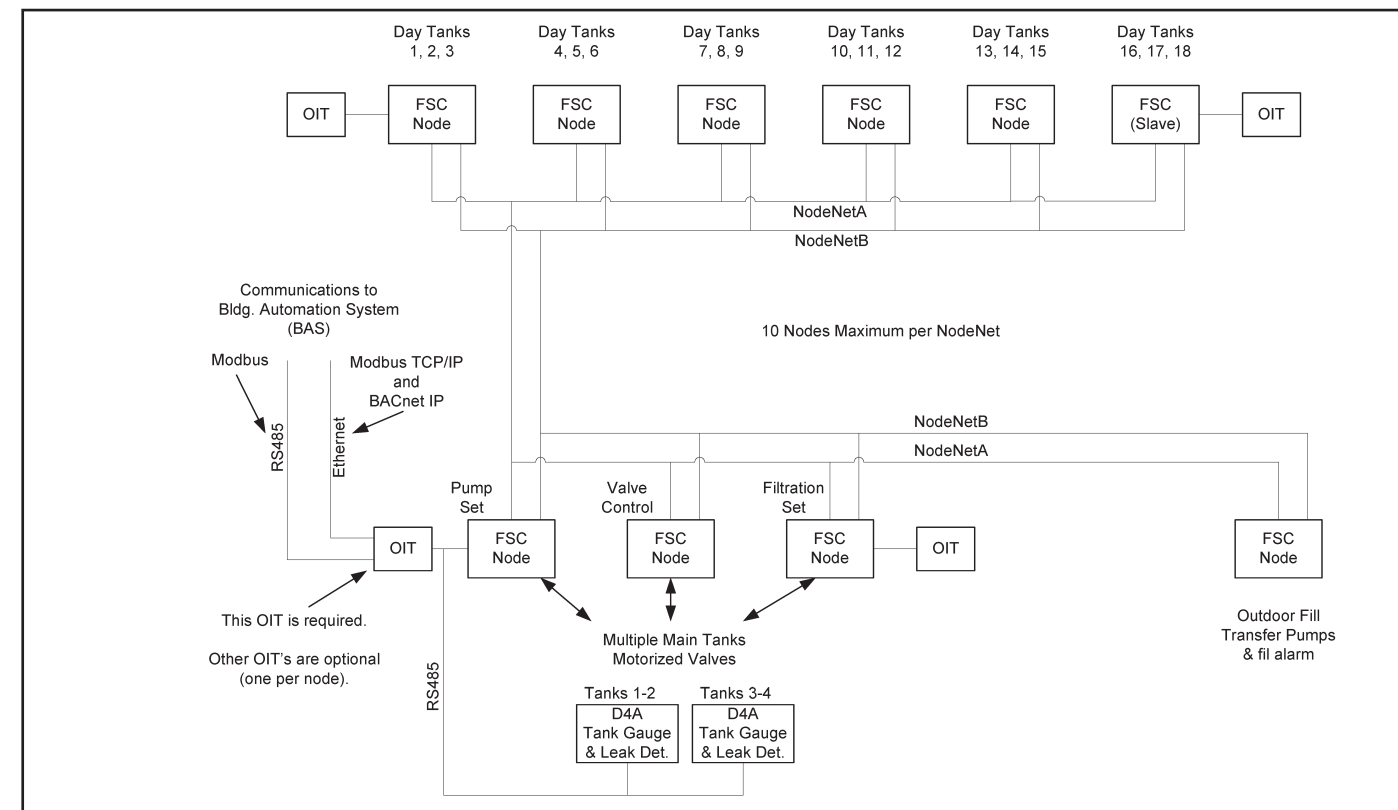 Day Tanks
1, 2, 3
Day Tanks
4, 5, 6
Day Tanks
7, 8, 9
Day Tanks
10, 11, 12
Day Tanks
13, 14, 15
Day Tanks
16, 17, 18
OIT
FSC
Node
FSC
Node
FSC
Node
FSC
Node
FSC
Node
FSC
(Slave)
OIT
NodeNetA
NodeNetB
Communications to
Bldg. Automation System
(BAS)
10 Nodes Maximum per NodeNet
Modbus
Modbus TCP/IP
and
BACnet IP
RS485
Ethernet
NodeNetB
NodeNetA
Pump
Set
Valve
Control
Filtration
Set
OIT
FSC
Node
FSC
Node
FSC
Node
OIT
FSC
Node
This OIT is required.
Other OIT's are optional
(one per node).
Multiple Main Tanks
Motorized Valves
Outdoor Fill
Transfer Pumps
& fil alarm
RS485
Tanks 1-2
D4A
Tank Gauge
& Leak Det.
Tanks 3-4
D4A
Tank Gauge
& Leak Det.